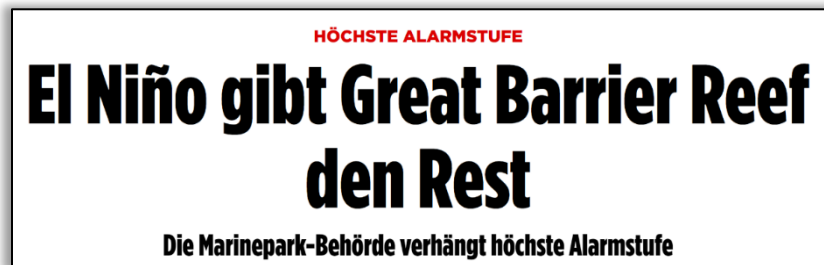 HÖCHSTE ALARMSTUFE
El Niño gibt Great Barrier Reef
den Rest
Die Marinepark-Behörde verhängt höchste Alarmstufe